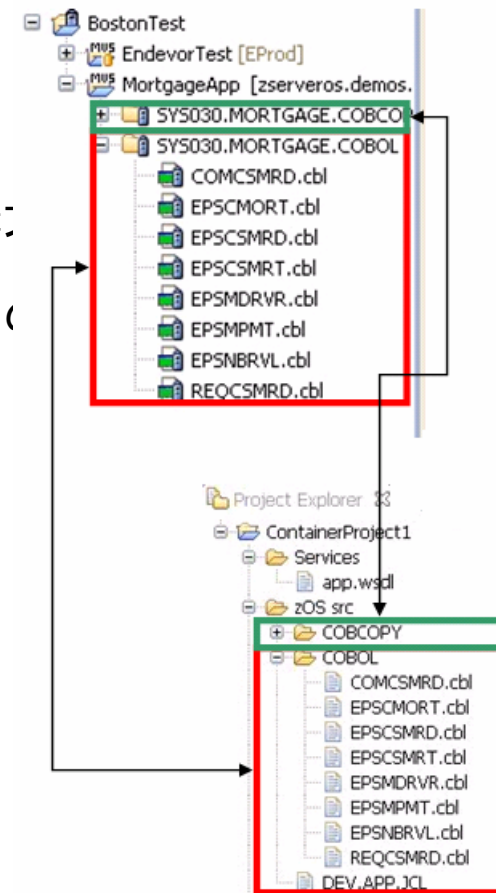 BostonTest
EndevorTest [EProd]
MortgageApp [zserveros.demos.
SYS030.MORTGAGE.COBCO
SYS030.MORTGAGE.COBOL
COMCSMRD.cbl
EPSCMORT.cbl
EPSCSMRD.cbl
EPSCSMRT.cbl
EPSMDRVR.cbl
EPSMPMT.cbl
EPSNBRVL.cbl
REQCSMRD.cbl
Project Explorer
ContainerProject1
Services
app.wsdl
zOS src
COBCOPY
COBOL
COMCSMRD.cbl
EPSCMORT.cbl
EPSCSMRD.cbl
EPSCSMRT.cbl
EPSMDRVR.cbl
EPSMPMT.cbl
EPSNBRVL.cbl
REQCSMRD.cbl
DEV.APP.JCL